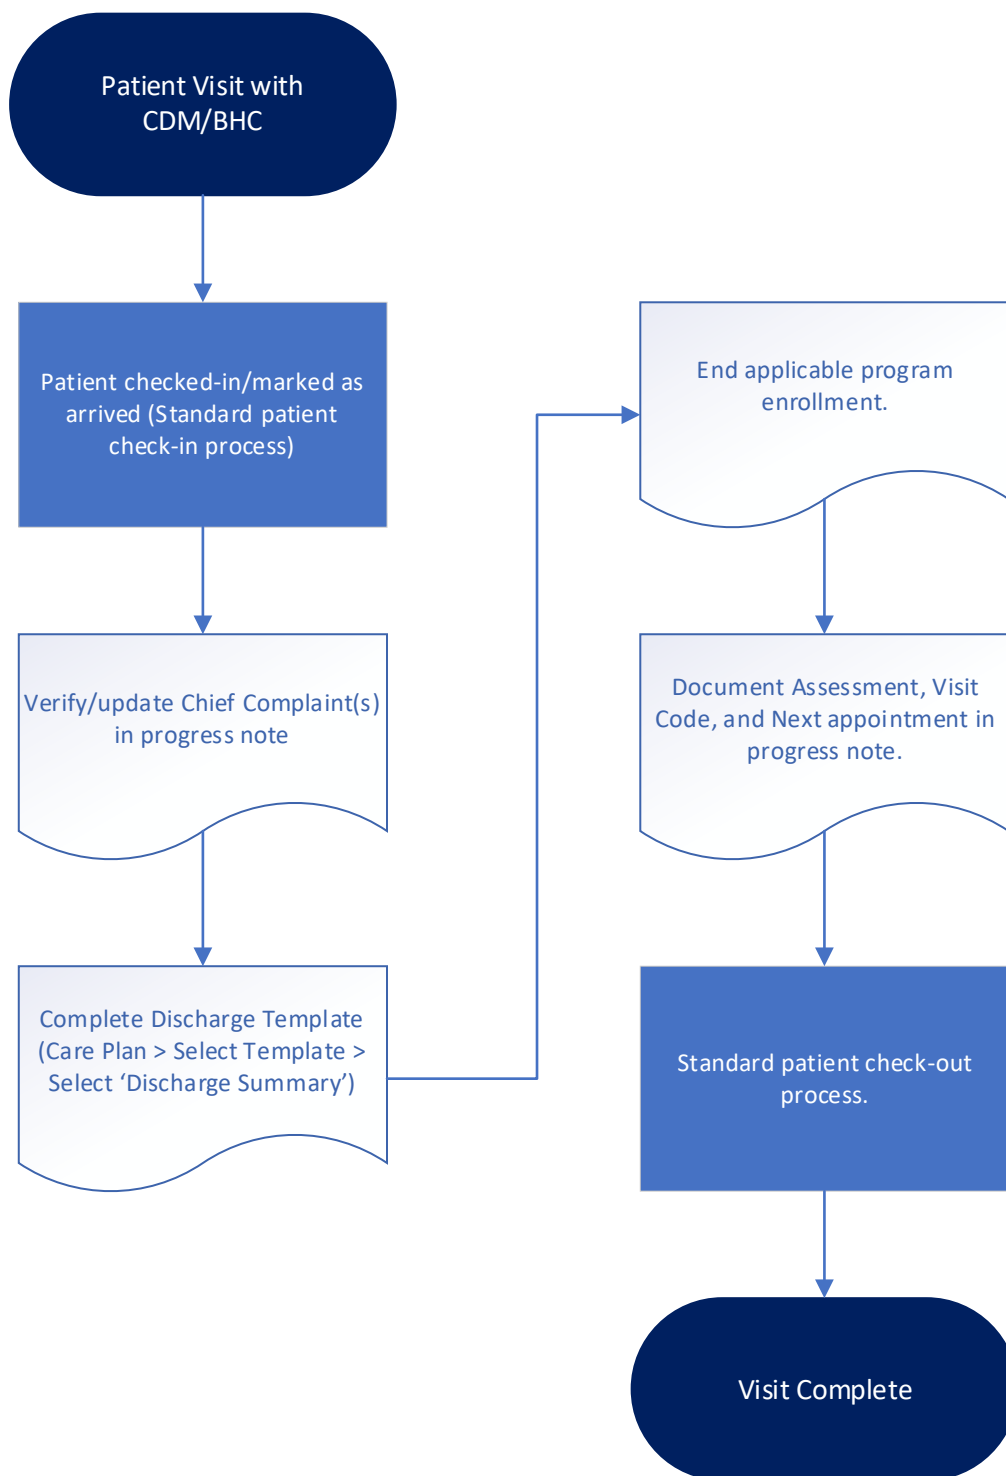 Patient Visit with
CDM/BHC
Patient checked-in/marked as
arrived (Standard patient
check-in process)
Verify/update Chief Complaint(s)
in progress note
Complete Discharge Template
(Care Plan > Select Template >
Select ‘Discharge Summary’)
End applicable program
enrollment.
Document Assessment, Visit
Code, and Next appointment in
progress note.
Standard patient check-out
process.
Visit Complete